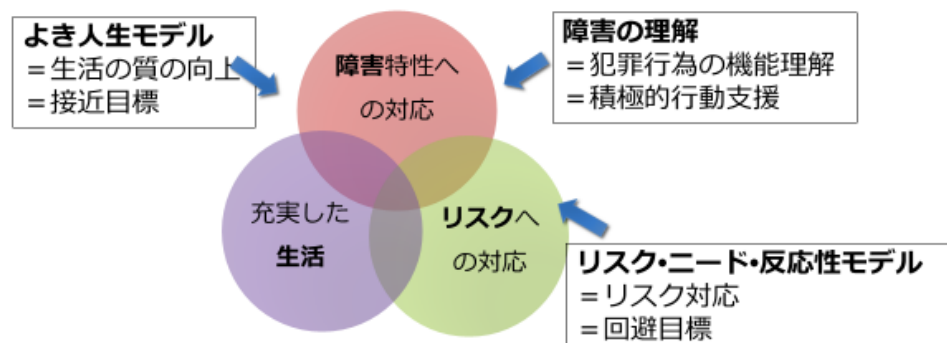 よき人生モデル
＝生活の質の向上
＝接近目標
障害特性へ
の対応
障害の理解
＝犯罪行為の機能理解
＝積極的行動支援
充実した
生活
リスクへ
の対応
リスク・ニード・反応性モデル
＝リスク対応
＝回避目標